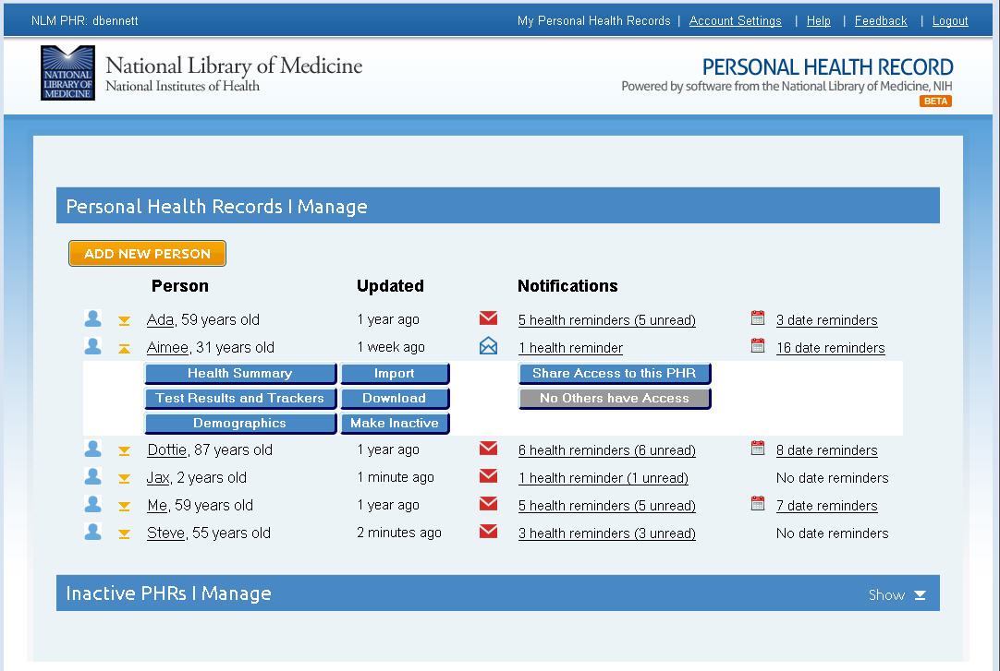 NLM PHR: dbennett My Personal Health Records | Account Settings | Help | Feedback | Logout
NATIONAL LIBRARY OF MEDICINE
National Library of Medicine
National Institutes of Health
PERSONAL HEALTH RECORD
Powered by software from the National Library of Medicine, NIH
BETA
Personal Health Records I Manage
ADD NEW PERSON
Person Updated Notifications
Ada, 59 years old 1 year ago 5 health reminders (5 unread) 3 date reminders
Aimee, 31 years old 1 week ago 1 health reminder 16 date reminders
Health Summary Import Share Access to this PHR
Test Results and Trackers Download No Others have Access
Demographics Make Inactive
Dottie, 87 years old 1 year ago 6 health reminders (6 unread) 8 date reminders
Jax, 2 years old 1 minute ago 1 health reminder (1 unread) No date reminders
Me, 59 years old 1 year ago 5 health reminders (5 unread) 7 date reminders
Steve, 55 years old 2 minutes ago 3 health reminders (3 unread) No date reminders
Inactive PHRs I Manage Show